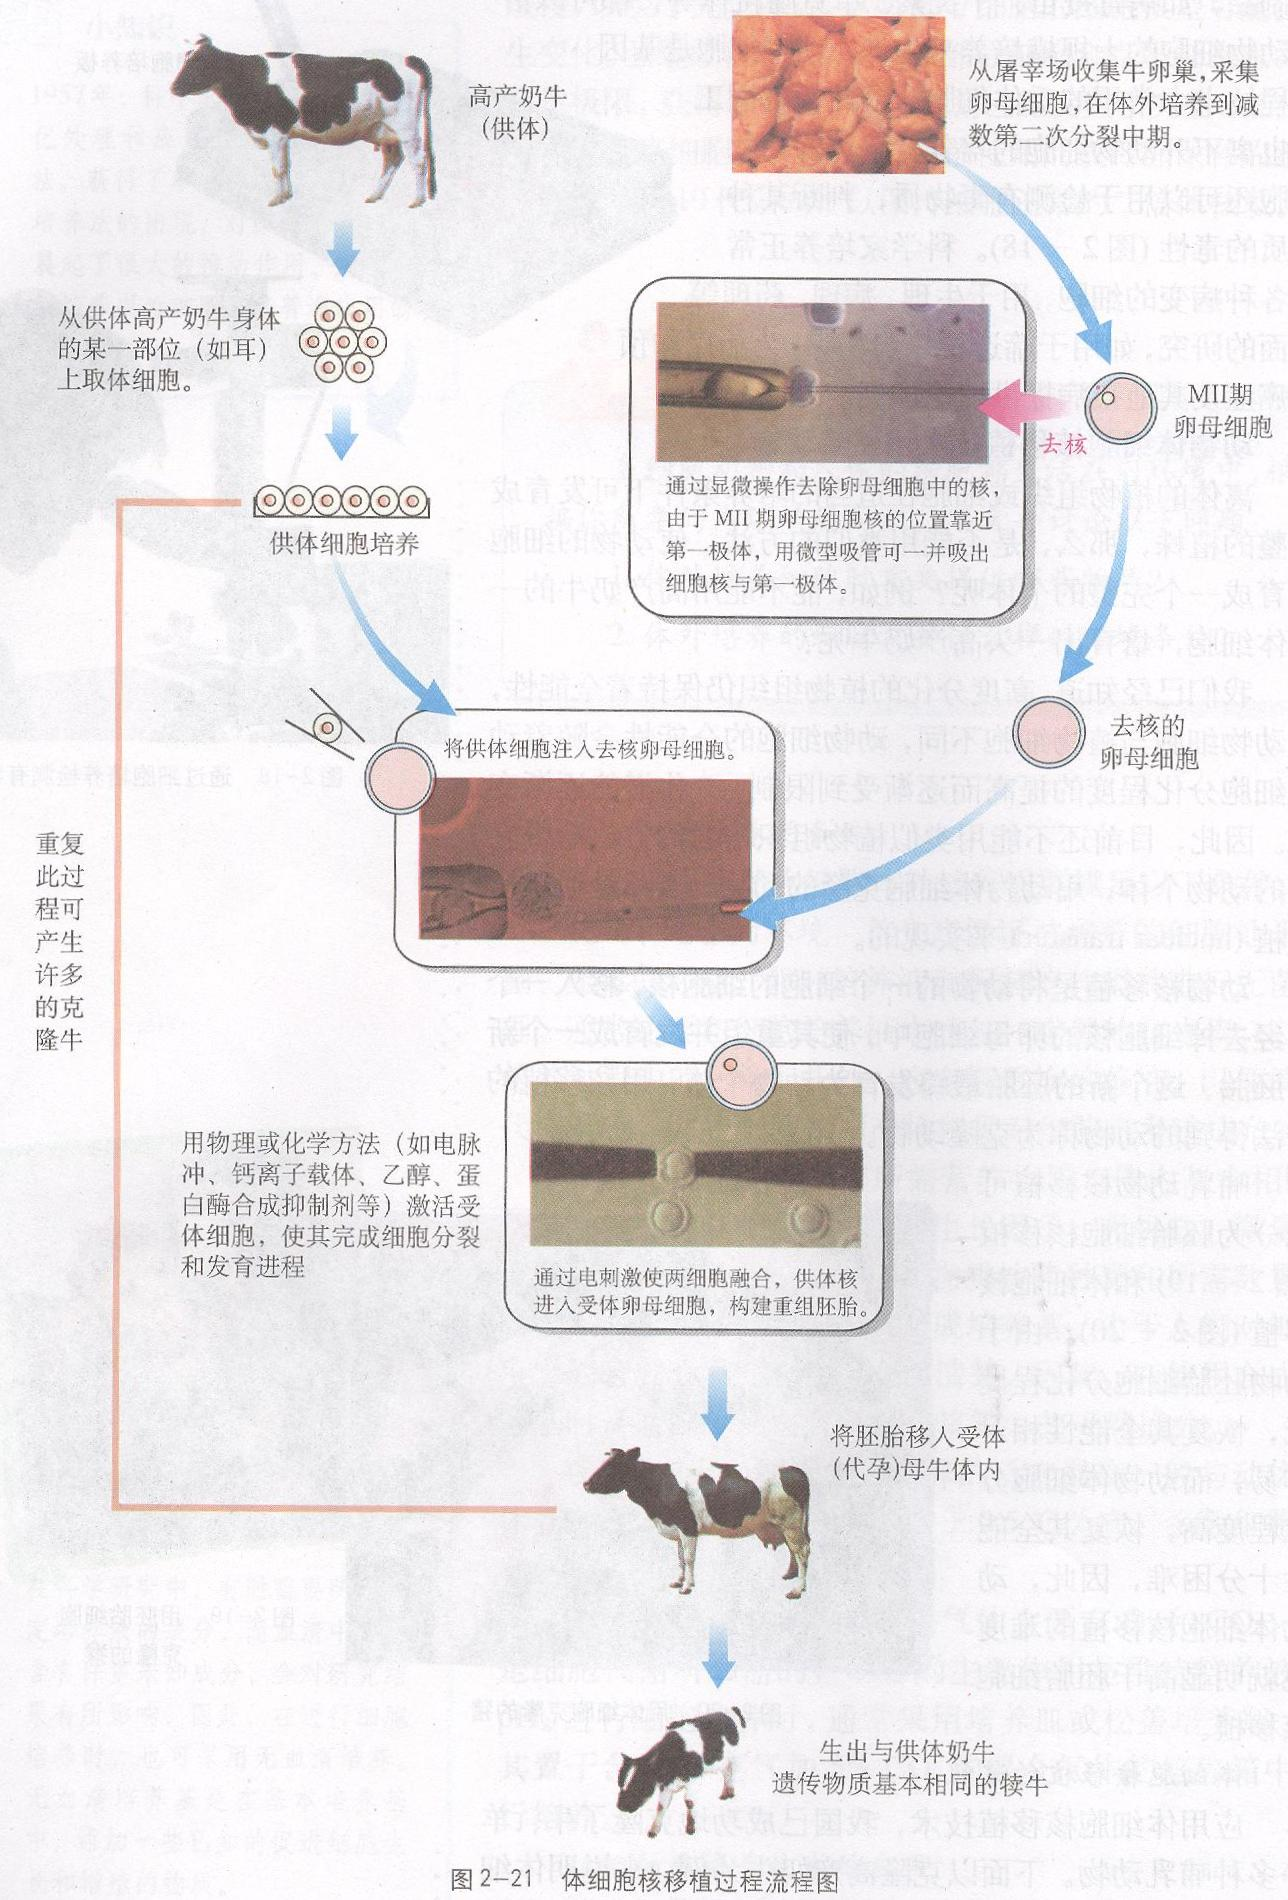 高产奶牛
(供体)
从屠宰场收集牛卵巢,采集
卵母细胞,在体外培养到减
数第二次分裂中期。
从供体高产奶牛身体
的某一部位(如耳)
上取体细胞。
MII期
卵母细胞
去核
通过显微操作去除卵母细胞中的核,
由于 MII 期卵母细胞核的位置靠近
第一极体,用微型吸管可一并吸出
细胞核与第一极体。
供体细胞培养
去核的
卵母细胞
将供体细胞注入去核卵母细胞。
重复
此过
程可
产生
许多
的克
隆牛
用物理或化学方法(如电脉
冲、钙离子载体、乙醇、蛋
白酶合成抑制剂等)激活受
体细胞,使其完成细胞分裂
和发育进程
通过电刺激使两细胞融合,供体核
进入受体卵母细胞,构建重组胚胎。
将胚胎移入受体
(代孕)母牛体内
生出与供体奶牛
遗传物质基本相同的犊牛
图2-21 体细胞核移植过程流程图